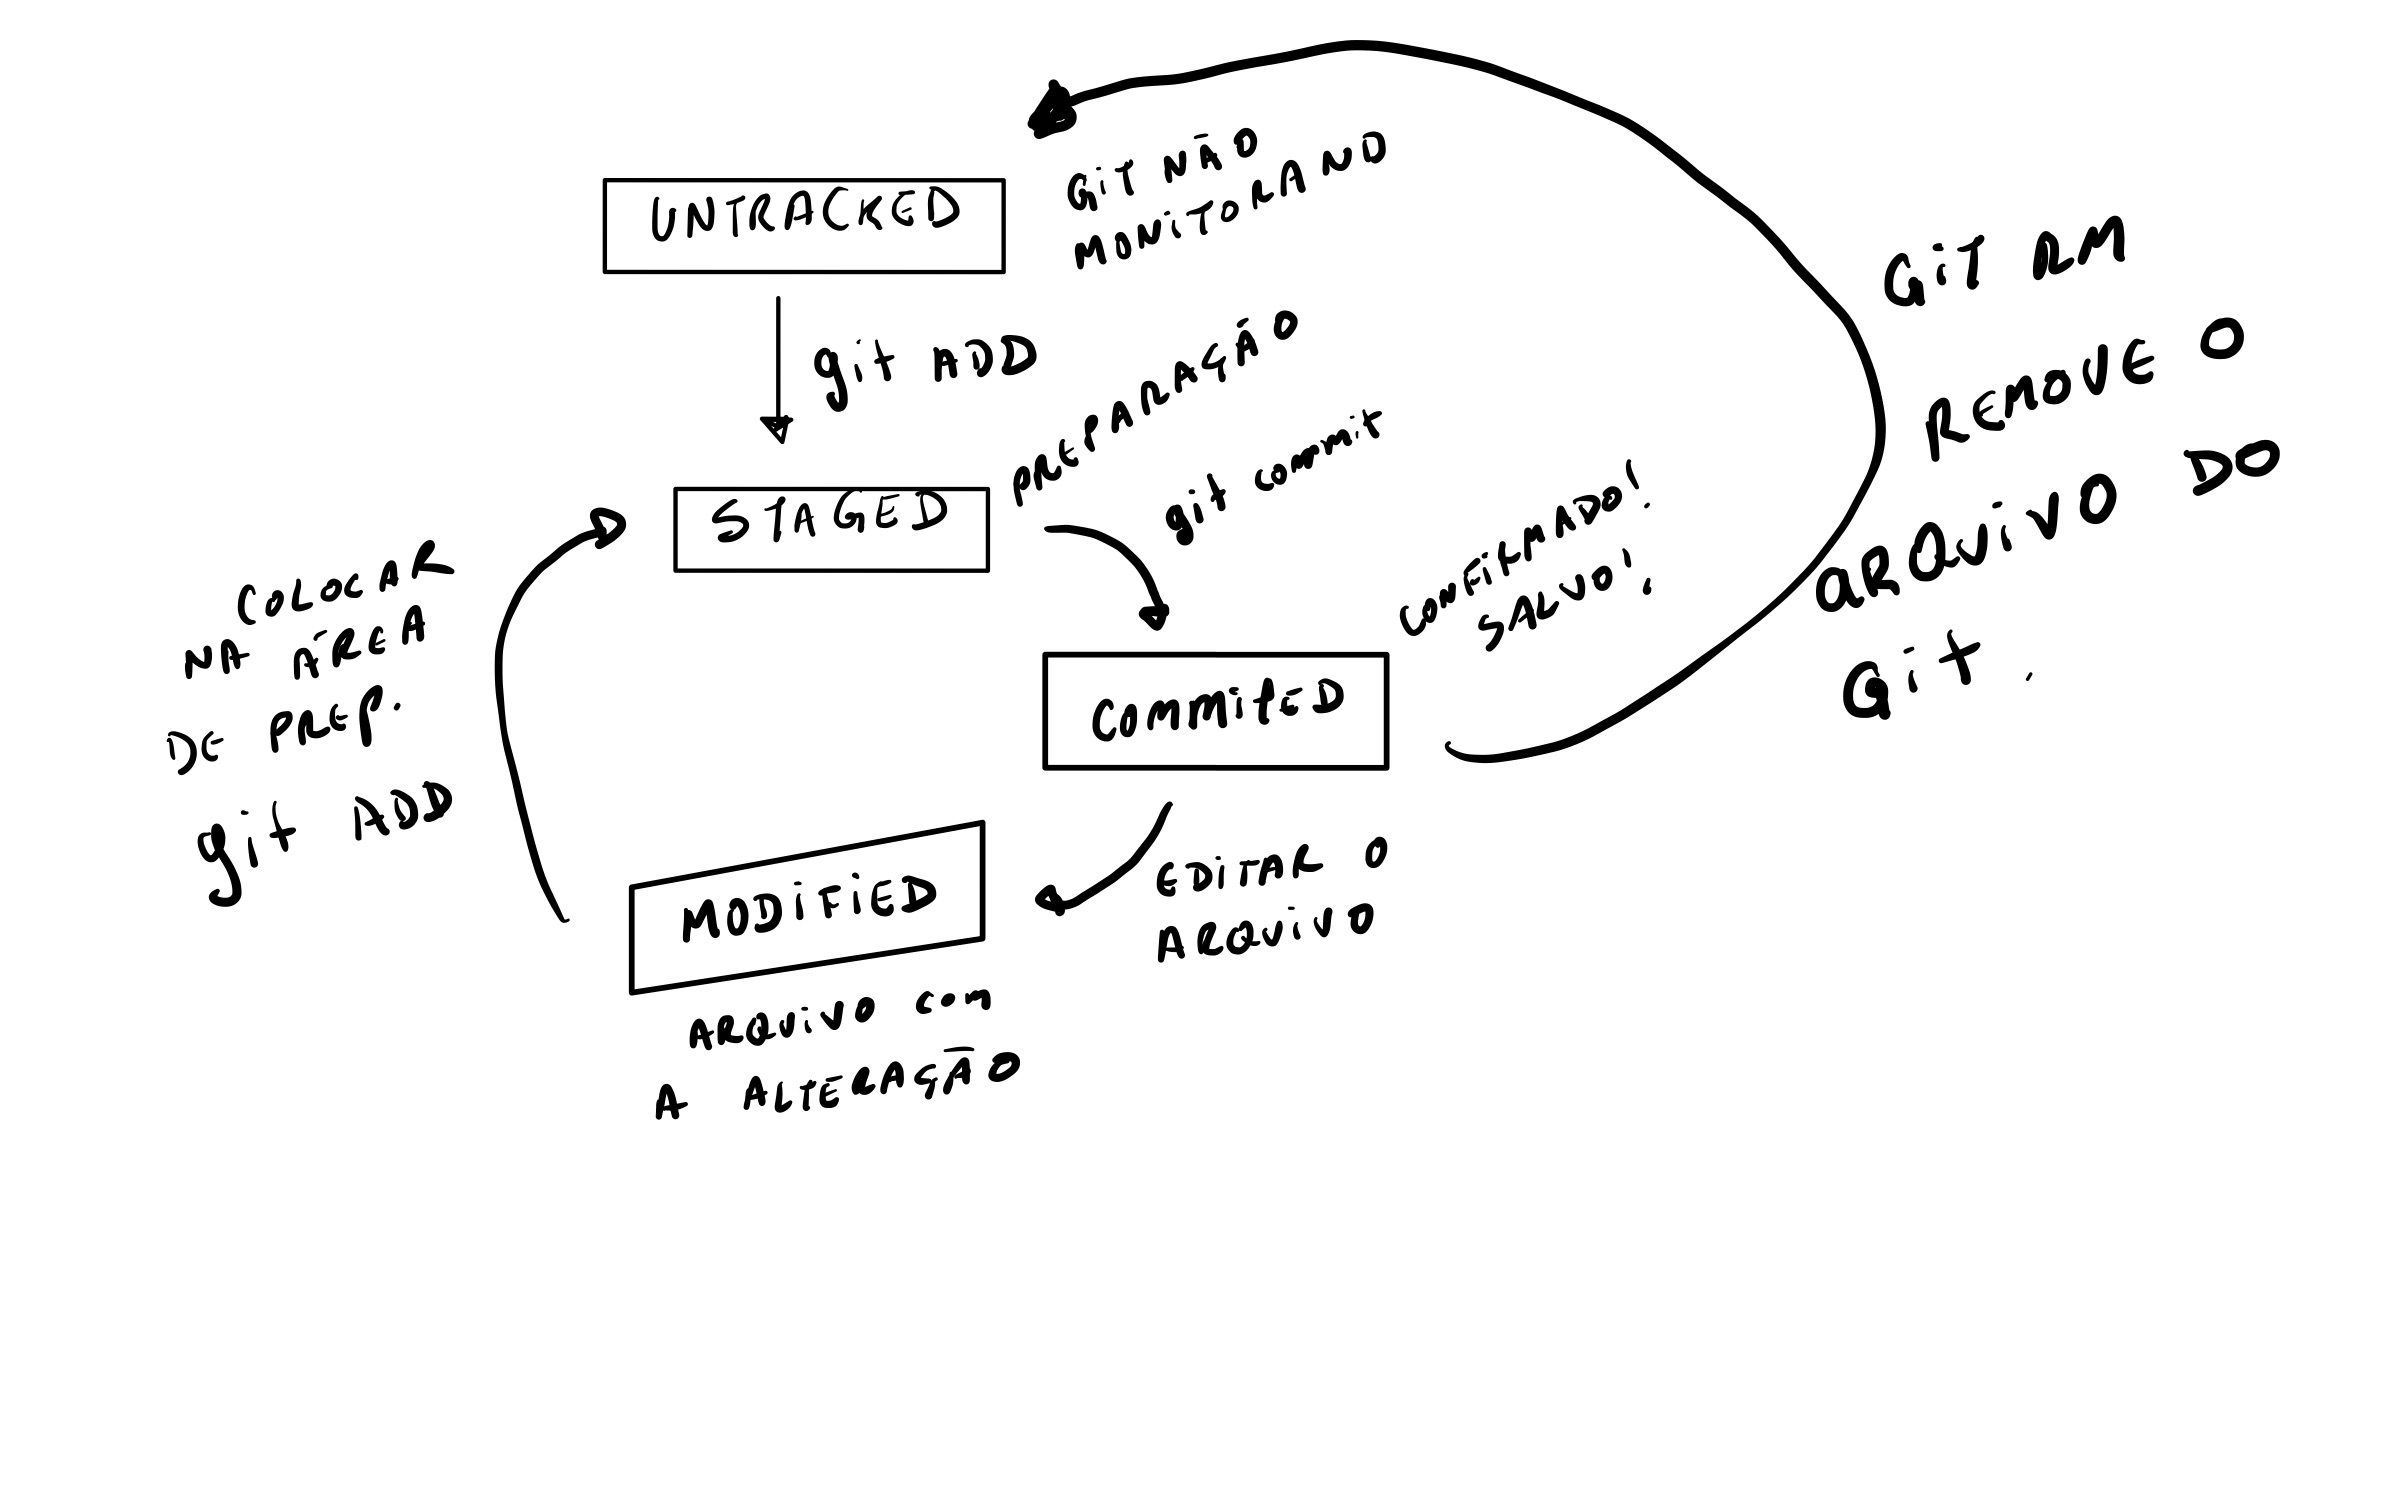 UNTRACKED
GiT NÃO
MONiTORANDO
git ADD
STAGED
PREPARAÇÃO
git commit
CONFIRMADO!
SALVO!
COMMitED
EDiTAR O
ARQUiVO
MODiFiED
ARQUiVO COM
A ALTERAÇÃO
COLOCAR
NA ÁREA
DE PREP.
git ADD
GiT RM
REMOVE O
ARQUiVO DO
Git.